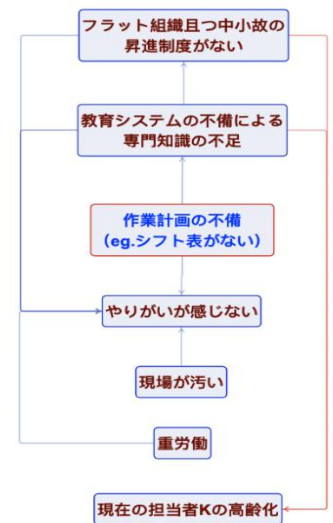 フラット組織且つ中小故の
昇進制度がない
教育システムの不備による
専門知識の不足
作業計画の不備
（eg.シフト表がない）
やりがいが感じない
現場が汚い
重労働
現在の担当者Kの高齢化